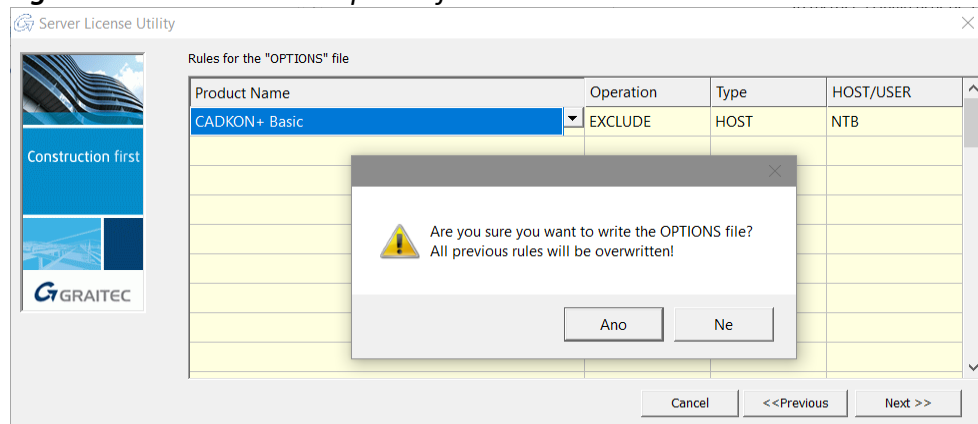 Server License Utility
Rules for the "OPTIONS" file
Product Name Operation Type HOST/USER
CADKON+ Basic EXCLUDE HOST NTB
Construction first
GRAITEC
Are you sure you want to write the OPTIONS file?
All previous rules will be overwritten!
Ano Ne
Cancel <<Previous Next >>